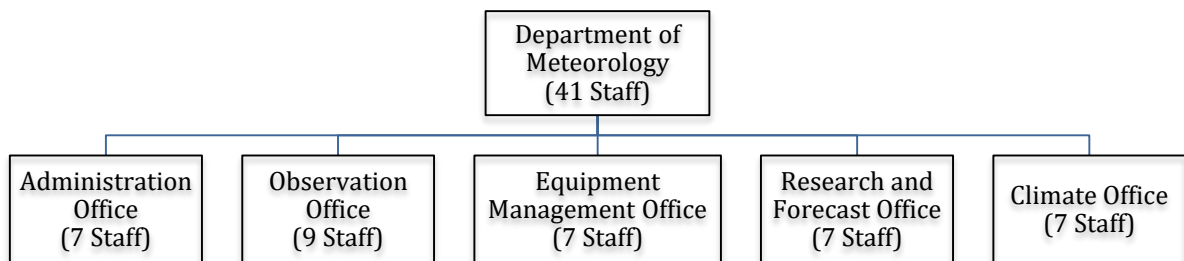 Department of
Meteorology
(41 Staff)
Administration
Office
(7 Staff)
Observation
Office
(9 Staff)
Equipment
Management Office
(7 Staff)
Research and
Forecast Office
(7 Staff)
Climate Office
(7 Staff)